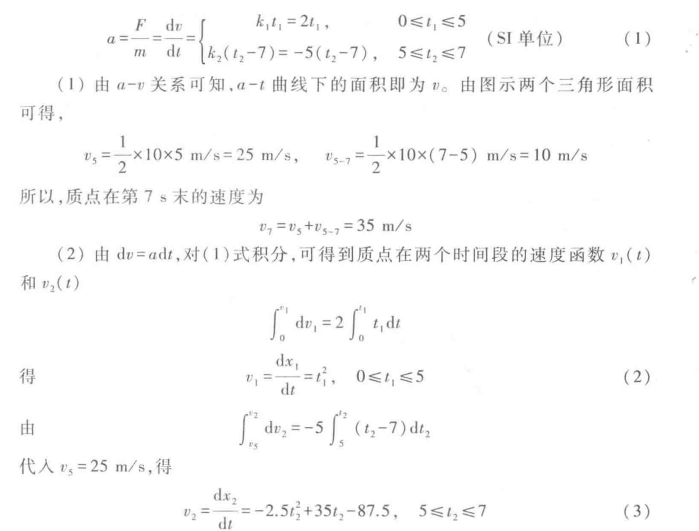 a=F/m=dv/dt={k₁t₁=2t₁, 0≤t₁≤5
k₂(t₂-7)=-5(t₂-7), 5≤t₂≤7 (SI 单位) (1)
(1) 由 a-v 关系可知,a-t 曲线下的面积即为 v。由图示两个三角形面积
可得,
v₅=1/2×10×5 m/s=25 m/s, v₅₋₇=1/2×10×(7-5) m/s=10 m/s
所以,质点在第 7 s 末的速度为
v₇=v₅+v₅₋₇=35 m/s
(2) 由 dv=adt,对(1)式积分,可得到质点在两个时间段的速度函数 v₁(t)
和 v₂(t)
∫₀^{v₁} dv₁=2∫₀^{t₁} t₁dt
得 v₁=dx₁/dt=t₁², 0≤t₁≤5 (2)
由 ∫_{v₅}^{v₂} dv₂=-5∫₅^{t₂} (t₂-7)dt₂
代入 v₅=25 m/s,得
v₂=dx₂/dt=-2.5t₂²+35t₂-87.5, 5≤t₂≤7 (3)